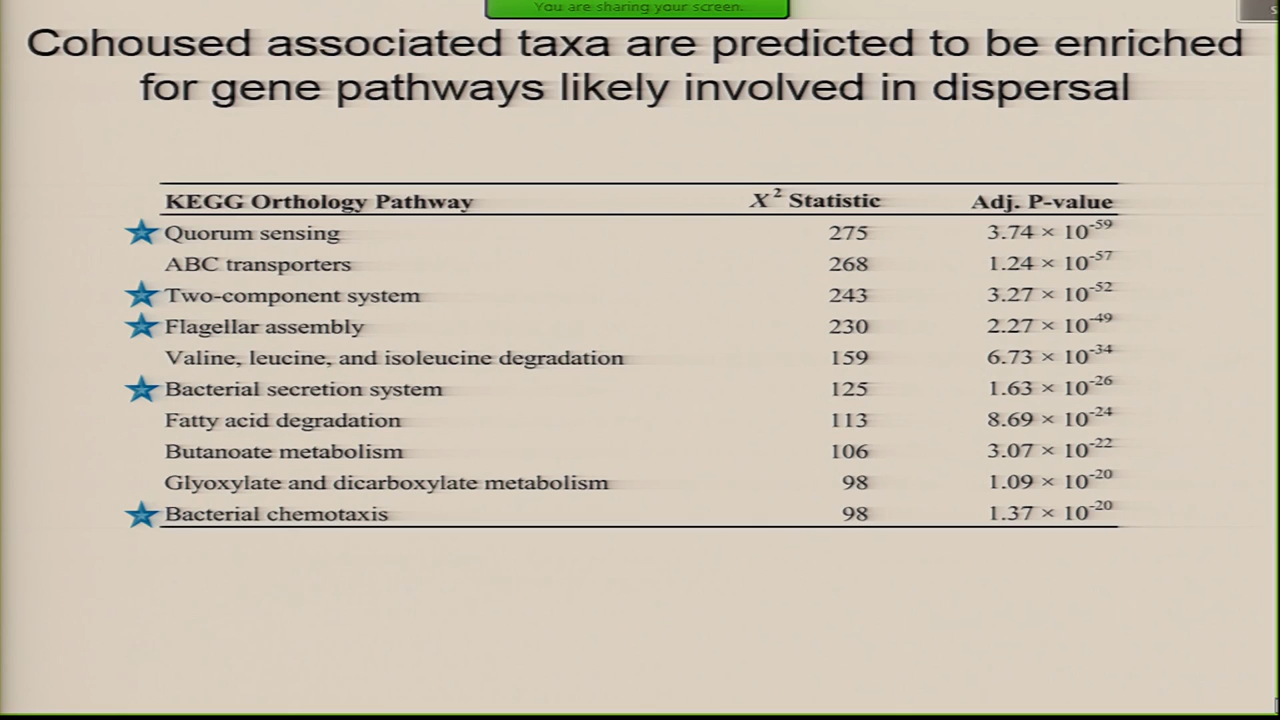 You are sharing your screen.
Cohoused associated taxa are predicted to be enriched
for gene pathways likely involved in dispersal
KEGG Orthology Pathway X² Statistic Adj. P-value
Quorum sensing 275 3.74 × 10⁻⁵⁹
ABC transporters 268 1.24 × 10⁻⁵⁷
Two-component system 243 3.27 × 10⁻⁵²
Flagellar assembly 230 2.27 × 10⁻⁴⁹
Valine, leucine, and isoleucine degradation 159 6.73 × 10⁻³⁴
Bacterial secretion system 125 1.63 × 10⁻²⁶
Fatty acid degradation 113 8.69 × 10⁻²⁴
Butanoate metabolism 106 3.07 × 10⁻²²
Glyoxylate and dicarboxylate metabolism 98 1.09 × 10⁻²⁰
Bacterial chemotaxis 98 1.37 × 10⁻²⁰